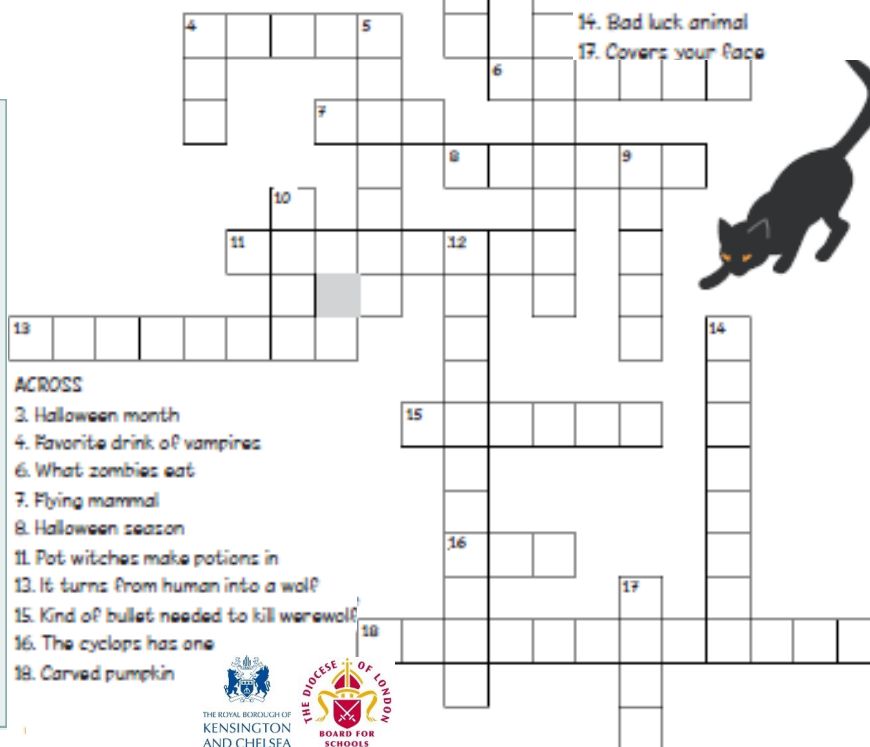 14. Bad luck animal
17. Covers your face
4
5
6
7
8
9
10
11
12
13
14
ACROSS
3. Halloween month
4. Favorite drink of vampires
6. What zombies eat
7. Flying mammal
8. Halloween season
11. Pot witches make potions in
13. It turns from human into a wolf
15. Kind of bullet needed to kill werewolf
16. The cyclops has one
18. Carved pumpkin
15
16
17
18
THE ROYAL BOROUGH OF
KENSINGTON
AND CHELSEA
THE DIOCESE OF LONDON
BOARD FOR
SCHOOLS